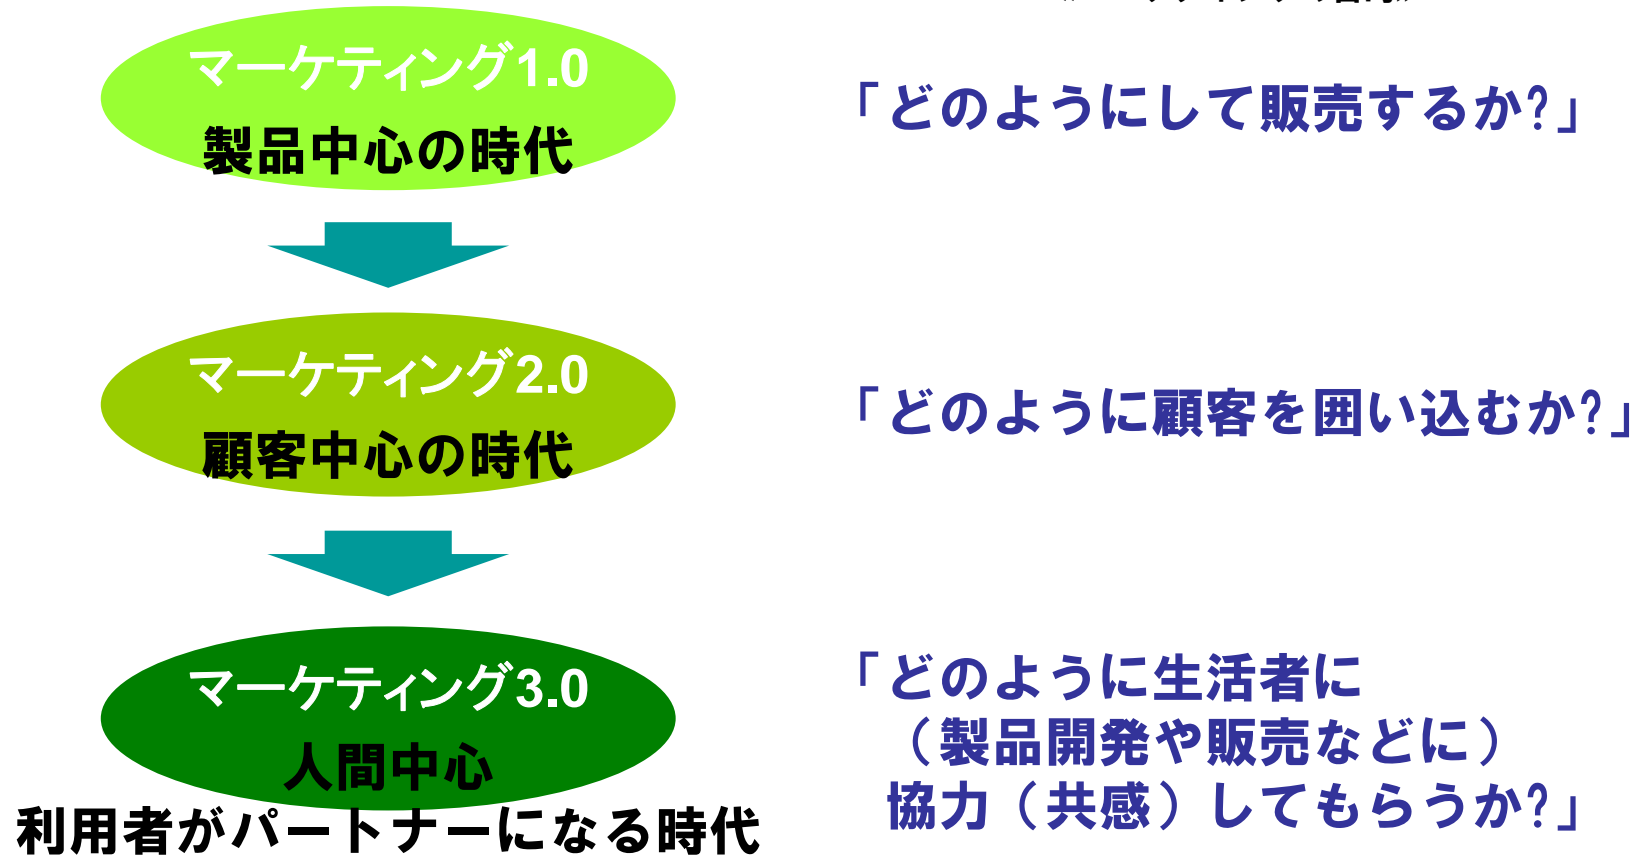 マーケティング1.0
製品中心の時代
「どのようにして販売するか?」
マーケティング2.0
顧客中心の時代
「どのように顧客を囲い込むか?」
マーケティング3.0
人間中心
利用者がパートナーになる時代
「どのように生活者に
（製品開発や販売などに）
協力（共感）してもらうか?」